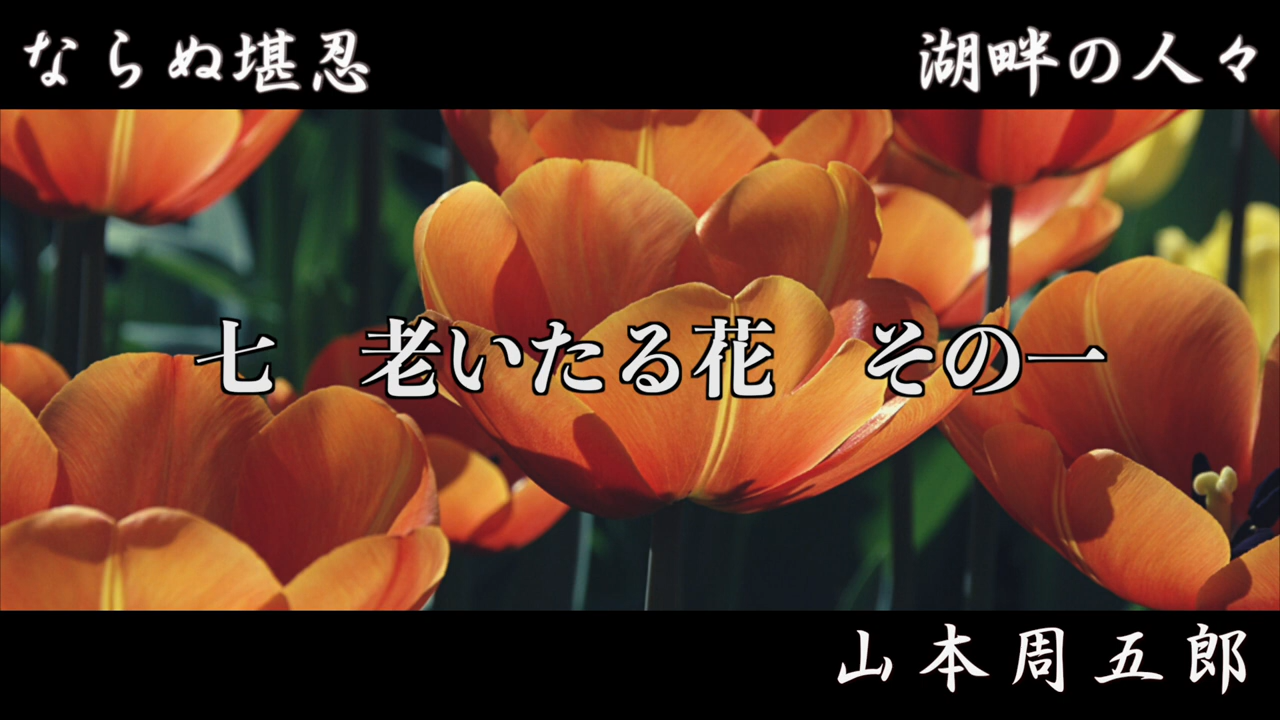 ならぬ堪忍
湖畔の人々
七　老いたる花　その一
山本周五郎